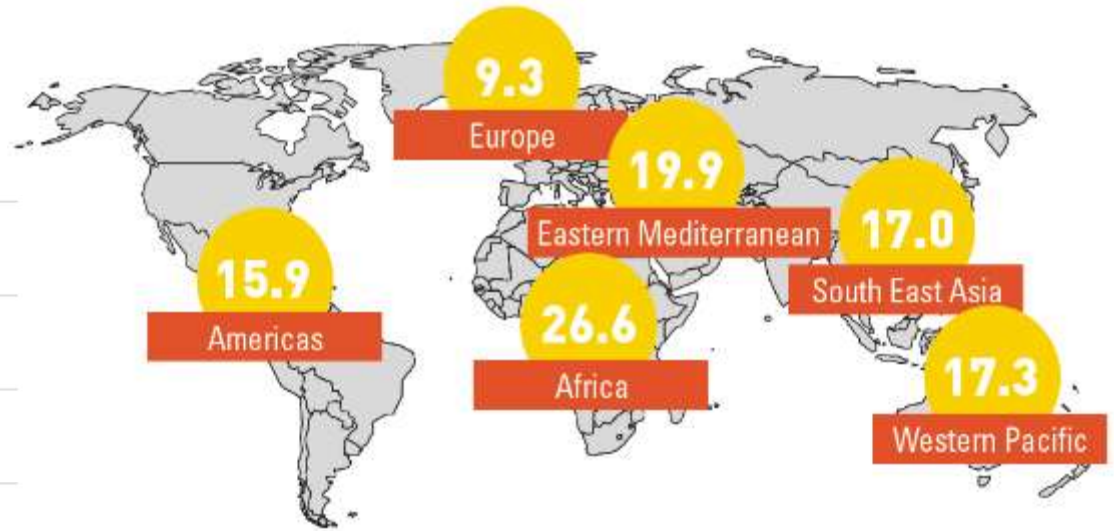 9.3
Europe
19.9
Eastern Mediterranean
17.0
South East Asia
15.9
Americas
26.6
Africa
17.3
Western Pacific